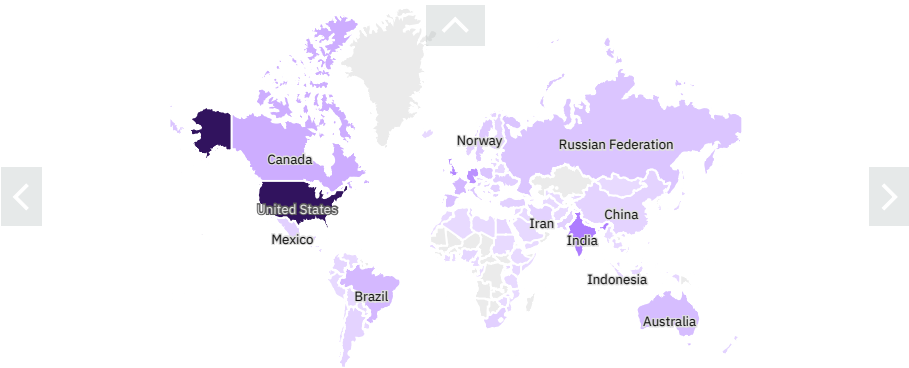 Norway
Russian Federation
Canada
United States
China
Iran
Mexico
India
Indonesia
Brazil
Australia